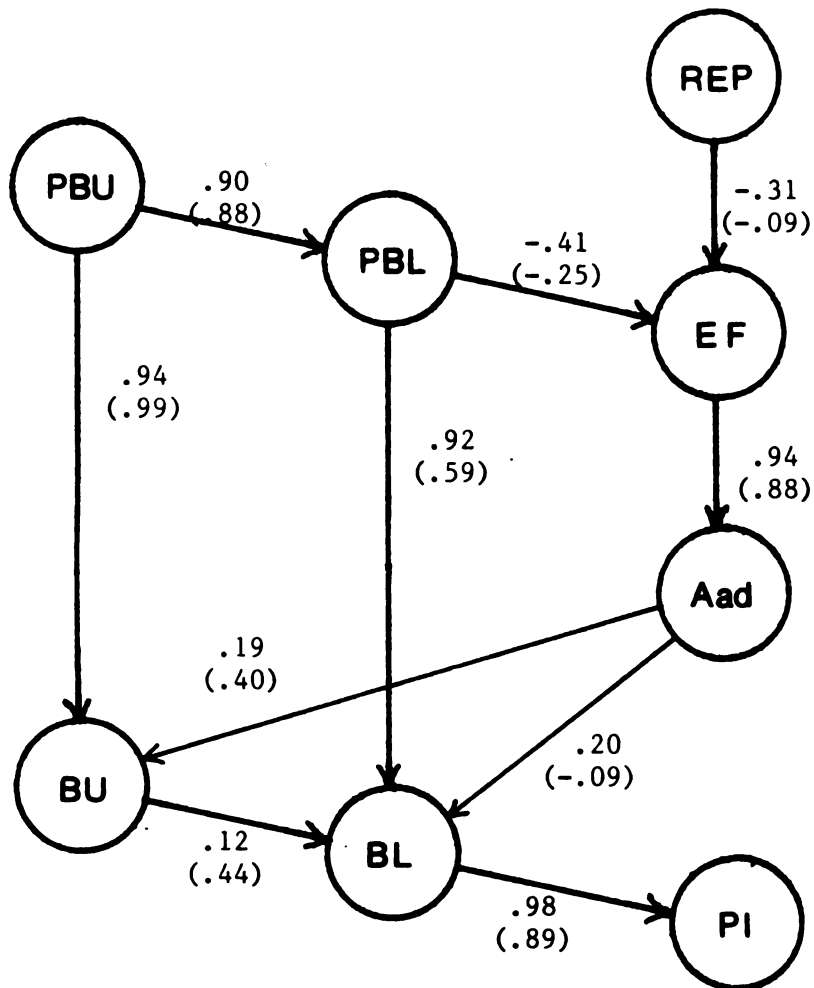 REP
PBU
.90
(.88)
-.31
(-.09)
PBL
-.41
(-.25)
EF
.94
(.99)
.92
(.59)
.94
(.88)
Aad
.19
(.40)
.20
(-.09)
BU
.12
(.44)
BL
.98
(.89)
PI